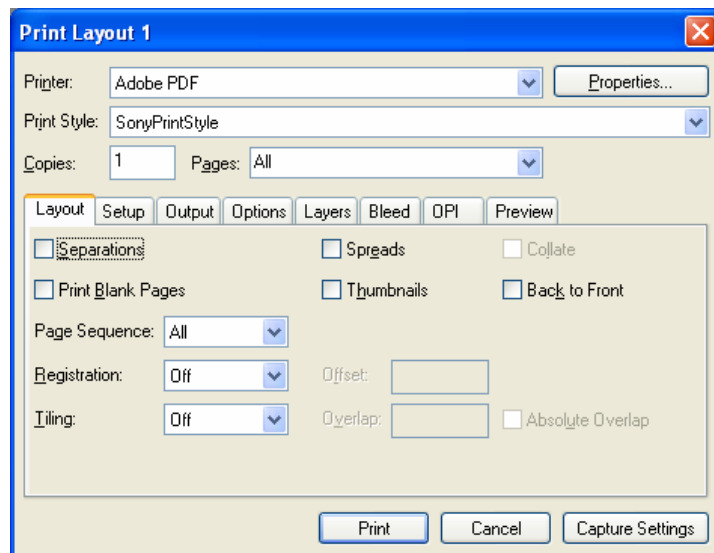 Print Layout 1
Printer: Adobe PDF Properties...
Print Style: SonyPrintStyle
Copies: 1 Pages: All
Layout Setup Output Options Layers Bleed OPI Preview
Separations Spreads Collate
Print Blank Pages Thumbnails Back to Front
Page Sequence: All
Registration: Off Offset:
Tiling: Off Overlap: Absolute Overlap
Print Cancel Capture Settings